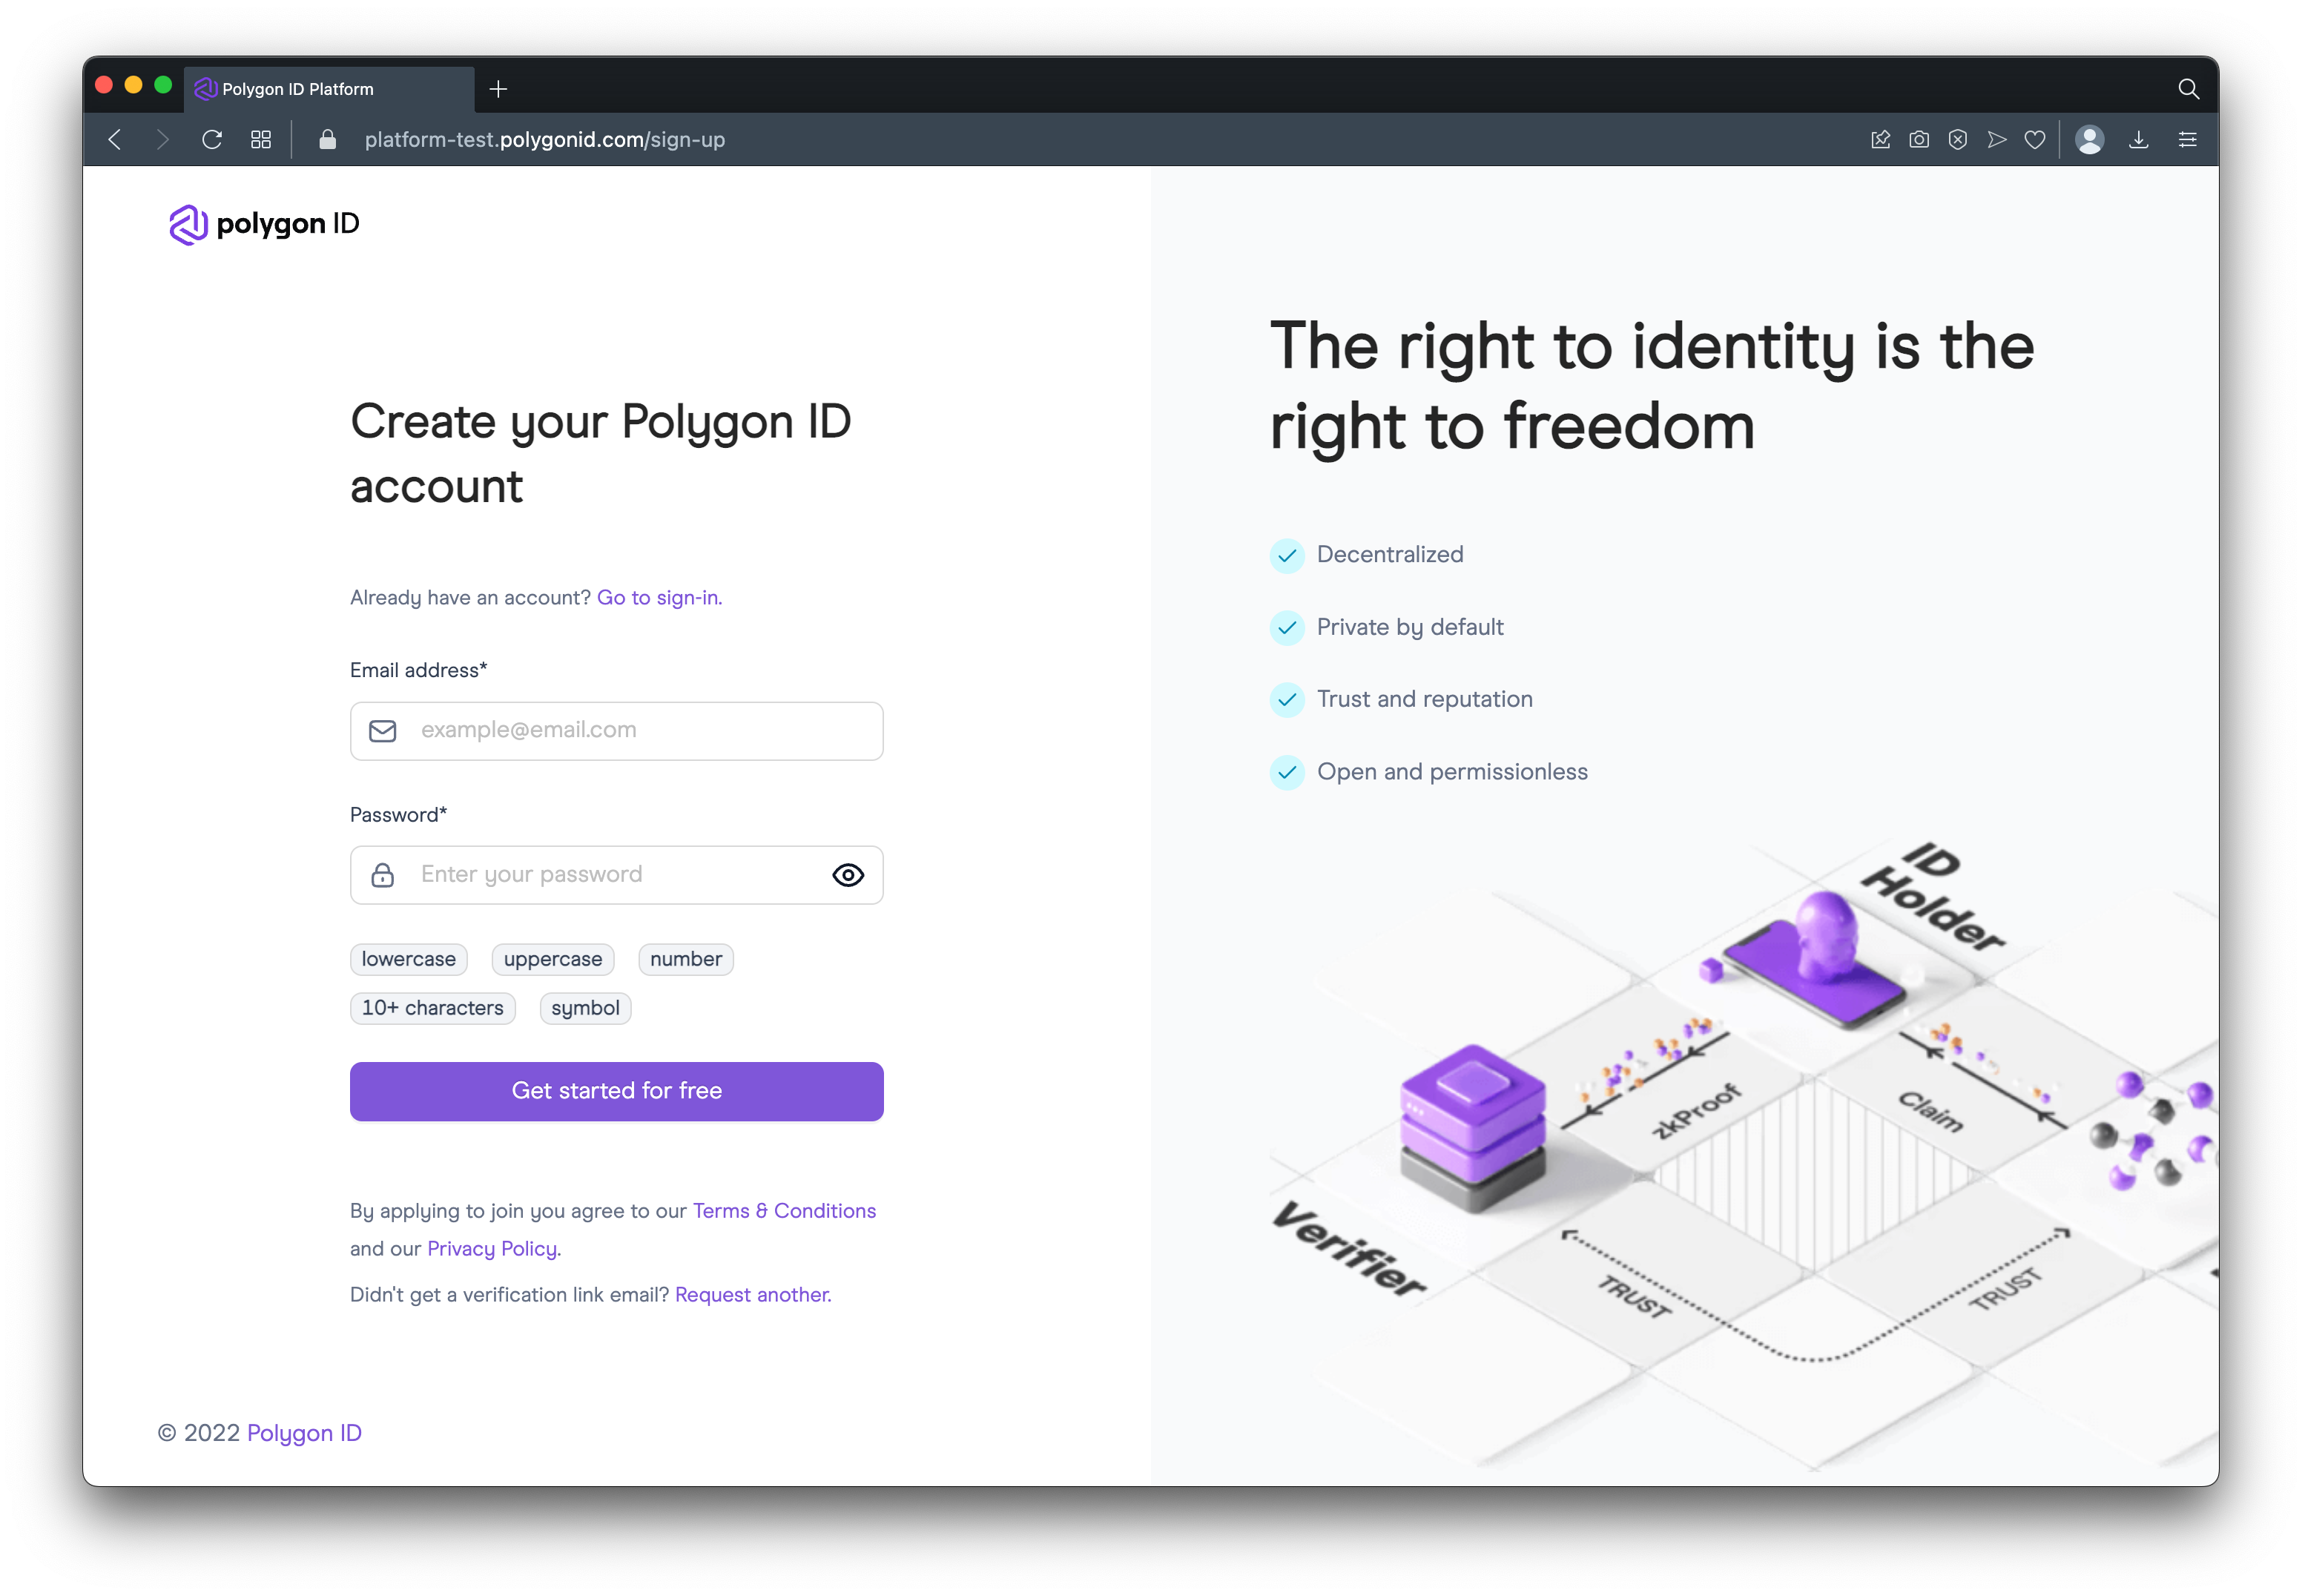 Polygon ID Platform
platform-test.polygonid.com/sign-up
polygon ID
Create your Polygon ID
account
Already have an account? Go to sign-in.
Email address*
example@email.com
Password*
Enter your password
lowercase uppercase number
10+ characters symbol
Get started for free
By applying to join you agree to our Terms & Conditions
and our Privacy Policy.
Didn't get a verification link email? Request another.
© 2022 Polygon ID
The right to identity is the
right to freedom
Decentralized
Private by default
Trust and reputation
Open and permissionless
ID
Holder
zkProof
Claim
Verifier
TRUST
TRUST